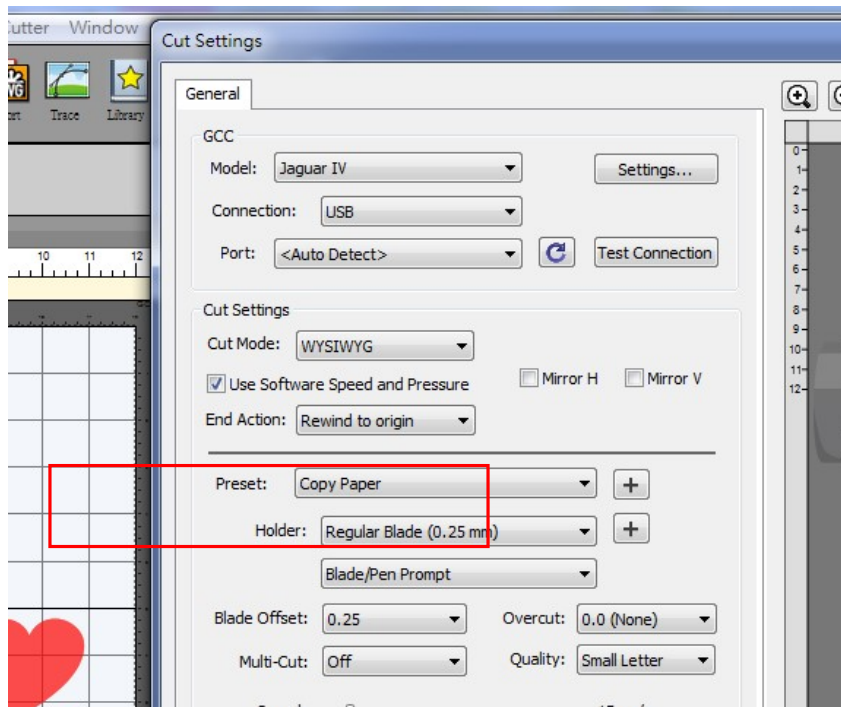 Cutter Window
Cut Settings
Trace Library
General
GCC
Model: Jaguar IV Settings...
Connection: USB
Port: <Auto Detect> Test Connection
10 11 12
Cut Settings
Cut Mode: WYSIWYG
Use Software Speed and Pressure Mirror H Mirror V
End Action: Rewind to origin
Preset: Copy Paper +
Holder: Regular Blade (0.25 mm) +
Blade/Pen Prompt
Blade Offset: 0.25 Overcut: 0.0 (None)
Multi-Cut: Off Quality: Small Letter
0
1
2
3
4
5
6
7
8
9
10
11
12